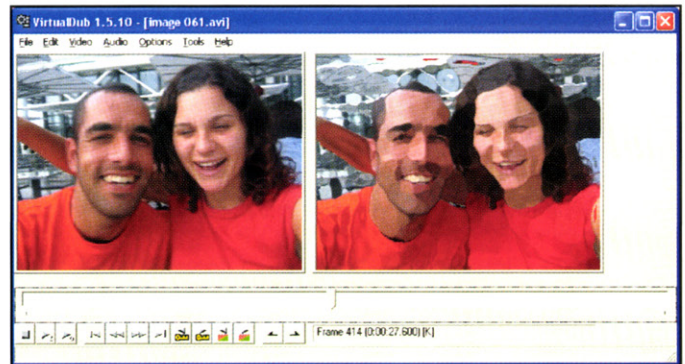 VirtualDub 1.5.10 - [image 061.avi]
File Edit Video Audio Options Tools Help
Frame 414 (0:00:27.600) [K]